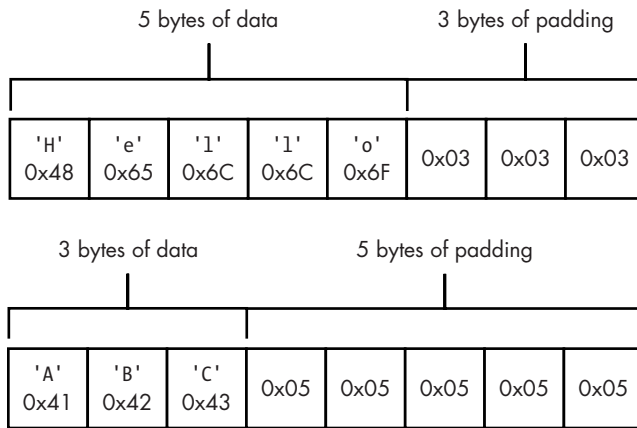 5 bytes of data 3 bytes of padding
'H' 'e' 'l' 'l' 'o'
0x48 0x65 0x6C 0x6C 0x6F 0x03 0x03 0x03
3 bytes of data 5 bytes of padding
'A' 'B' 'C'
0x41 0x42 0x43 0x05 0x05 0x05 0x05 0x05